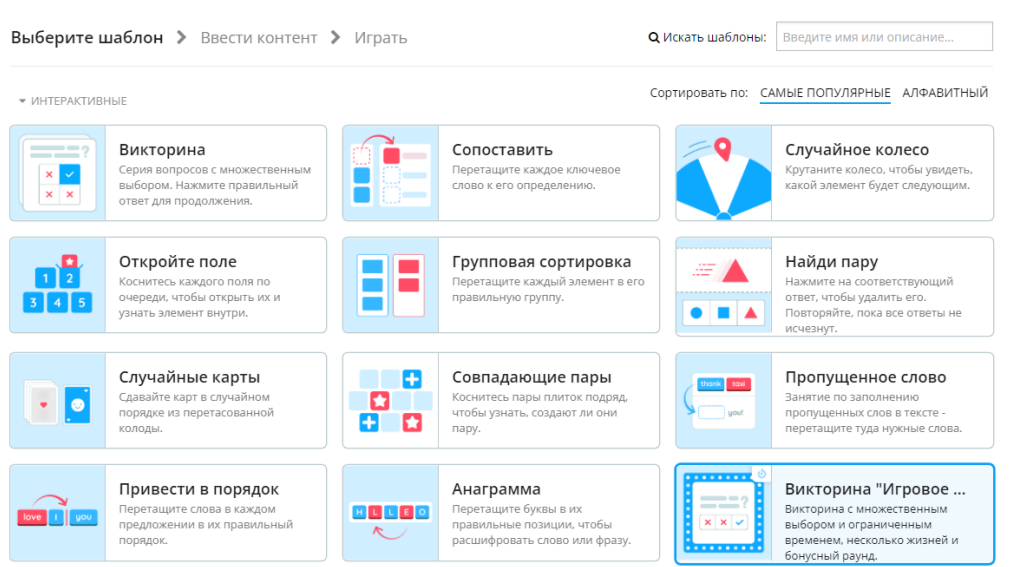 Выберите шаблон > Ввести контент > Играть
Искать шаблоны: Введите имя или описание...
Сортировать по: САМЫЕ ПОПУЛЯРНЫЕ АЛФАВИТНЫЙ
ИНТЕРАКТИВНЫЕ
Викторина
Серия вопросов с множественным
выбором. Нажмите правильный
ответ для продолжения.
Сопоставить
Перетащите каждое ключевое
слово к его определению.
Случайное колесо
Крутаните колесо, чтобы увидеть,
какой элемент будет следующим.
1 2
3 4 5
Откройте поле
Коснитесь каждого поля по
очереди, чтобы открыть их и
узнать элемент внутри.
Групповая сортировка
Перетащите каждый элемент в его
правильную группу.
Найди пару
Нажмите на соответствующий
ответ, чтобы удалить его.
Повторяйте, пока все ответы не
исчезнут.
Случайные карты
Сдавайте карт в случайном
порядке из перетасованной
колоды.
Совпадающие пары
Коснитесь пары плиток подряд,
чтобы узнать, создают ли они
пару.
thank taxi
you!
Пропущенное слово
Занятие по заполнению
пропущенных слов в тексте -
перетащите туда нужные слова.
love I you
Привести в порядок
Перетащите слова в каждом
предложении в их правильный
порядок.
H L L E O
Анаграмма
Перетащите буквы в их
правильные позиции, чтобы
расшифровать слово или фразу.
Викторина "Игровое ...
Викторина с множественным
выбором и ограниченным
временем, несколько жизней и
бонусный раунд.